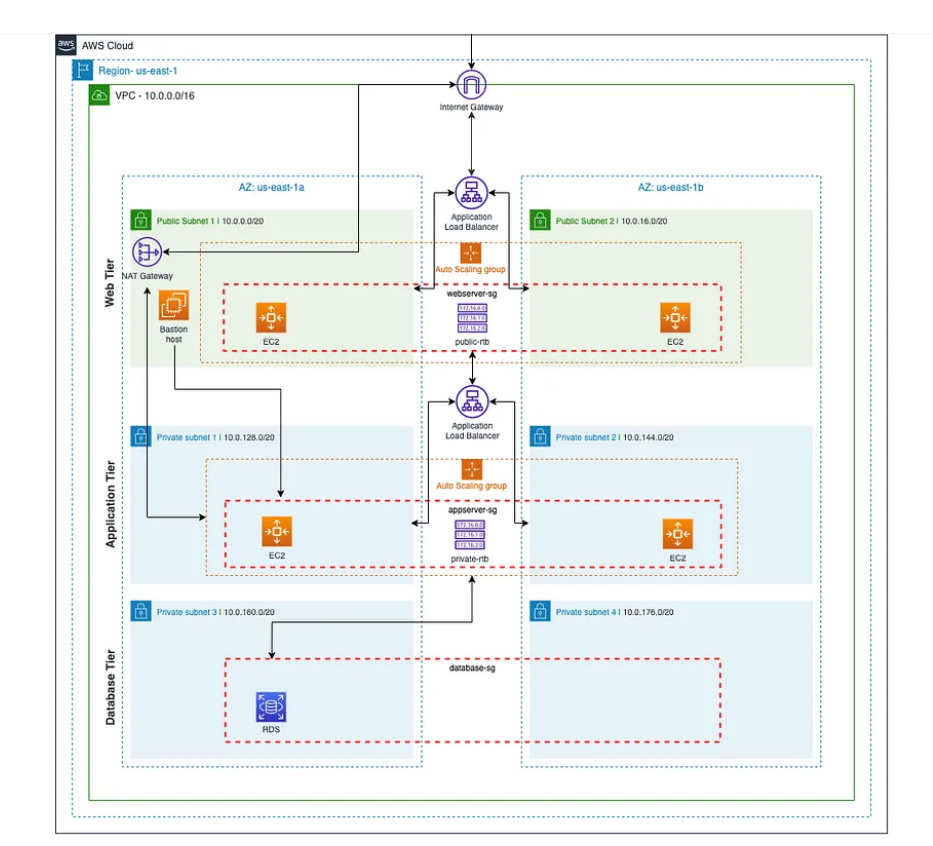 aws
AWS Cloud
Region- us-east-1
VPC - 10.0.0.0/16
Internet Gateway
AZ: us-east-1a
AZ: us-east-1b
Application
Load Balancer
Public Subnet 1 | 10.0.0.0/20
Public Subnet 2 | 10.0.16.0/20
Web Tier
NAT Gateway
Auto Scaling group
Bastion
host
webserver-sg
172.16.0.0
172.16.1.0
172.16.2.0
public-rtb
EC2
EC2
Application
Load Balancer
Private subnet 1 | 10.0.128.0/20
Private subnet 2 | 10.0.144.0/20
Application Tier
Auto Scaling group
appserver-sg
172.16.0.0
172.16.1.0
172.16.2.0
private-rtb
EC2
EC2
Private subnet 3 | 10.0.160.0/20
Private subnet 4 | 10.0.176.0/20
Database Tier
database-sg
RDS